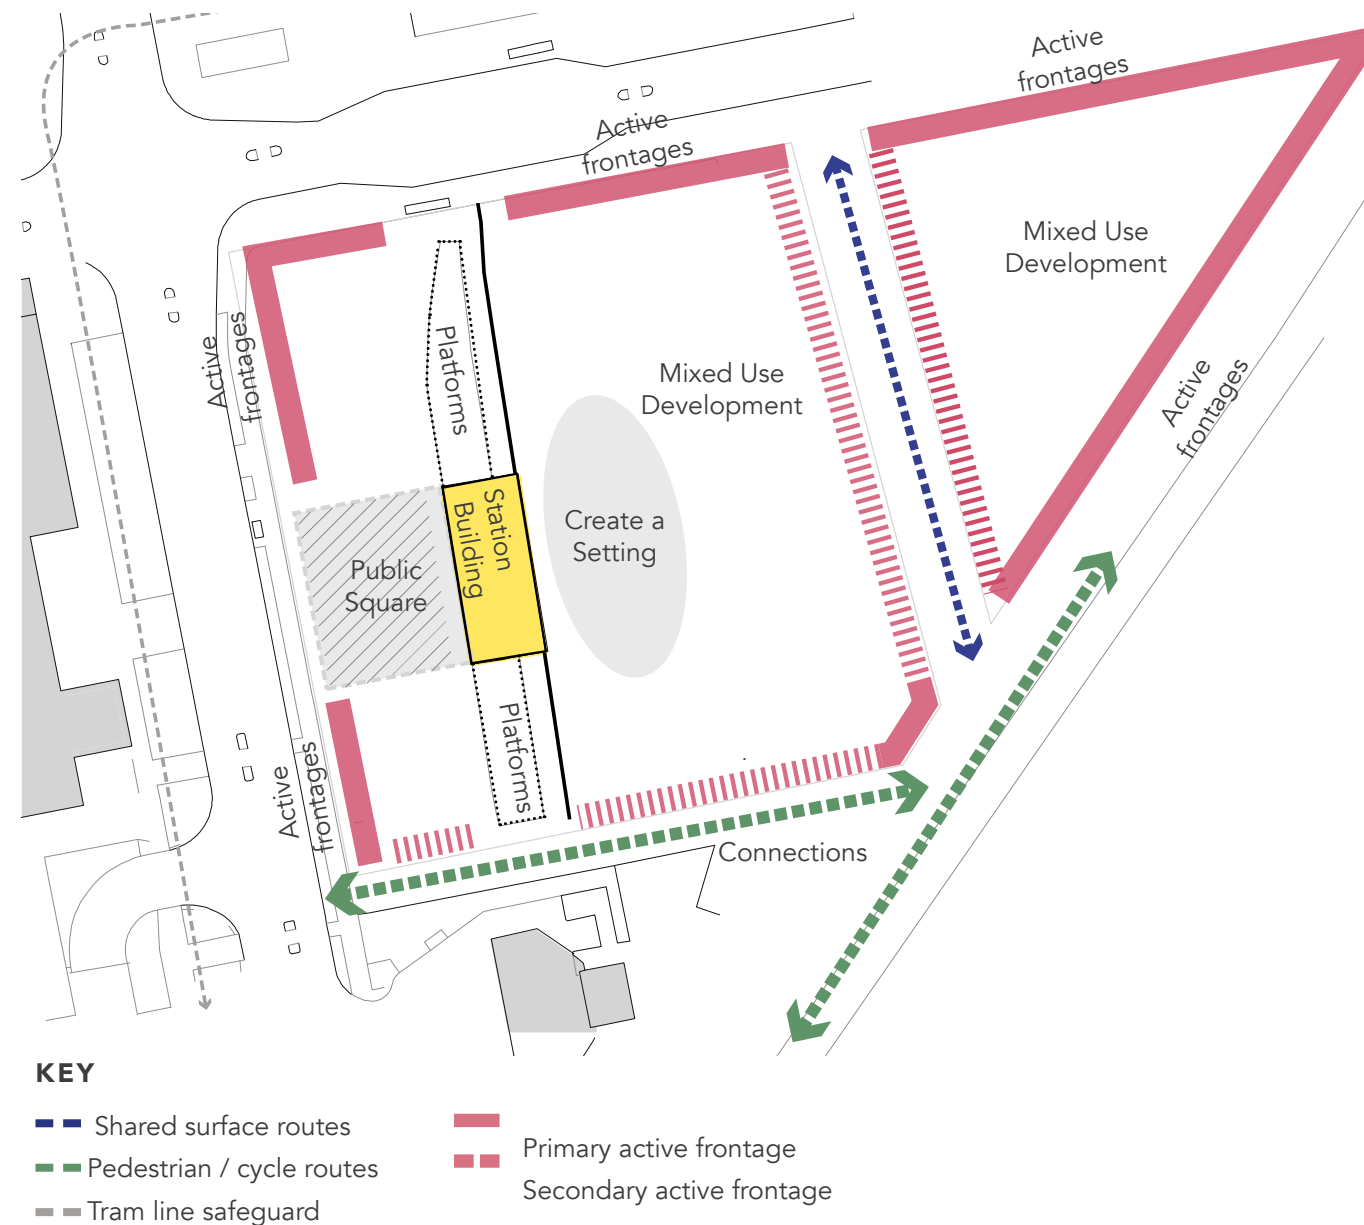 Active
frontages
Active
frontages
Mixed Use
Development
Active
frontages
Platforms
Mixed Use
Development
Active
frontages
Station
Building
Create a
Setting
Public
Square
Platforms
Active
frontages
Connections
KEY
Shared surface routes
Pedestrian / cycle routes
Tram line safeguard
Primary active frontage
Secondary active frontage